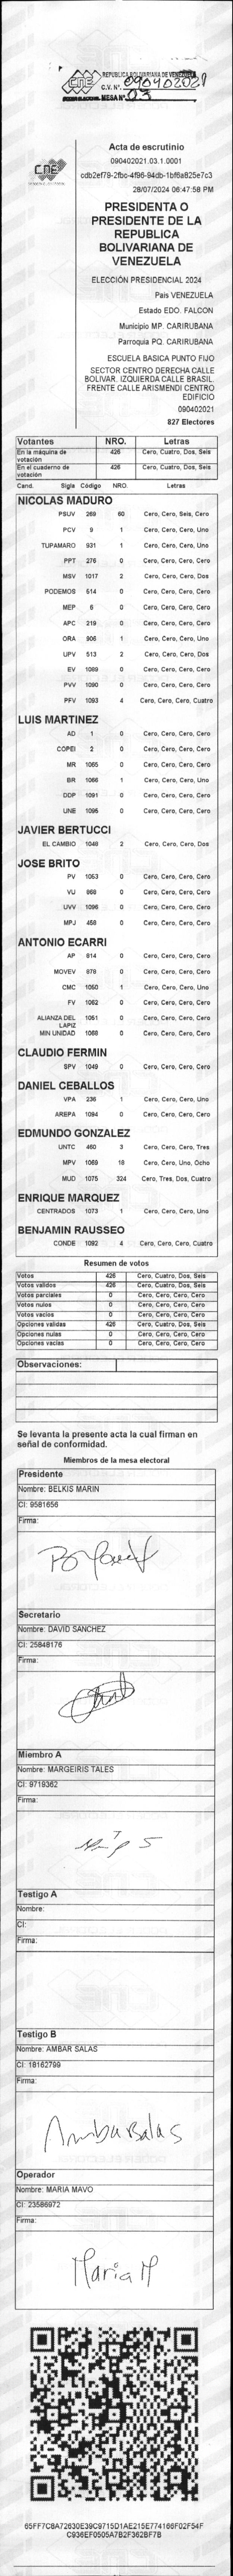 REPUBLICA BOLIVARIANA DE VENEZUELA
CNE
C.V. N°. 090402021
PODER ELECTORAL MESA N°. 03
CNE
Acta de escrutinio
090402021.03.1.0001
cdb2ef79-2fbc-4f96-94db-1bf6a825e7c3
28/07/2024 06:47:58 PM
PRESIDENTA O
PRESIDENTE DE LA
REPUBLICA
BOLIVARIANA DE
VENEZUELA
ELECCIÓN PRESIDENCIAL 2024
Pais VENEZUELA
Estado EDO. FALCON
Municipio MP. CARIRUBANA
Parroquia PQ. CARIRUBANA
ESCUELA BASICA PUNTO FIJO
SECTOR CENTRO DERECHA CALLE
BOLIVAR. IZQUIERDA CALLE BRASIL.
FRENTE CALLE ARISMENDI CENTRO
EDIFICIO
090402021
827 Electores
Votantes NRO. Letras
En la máquina de votación 426 Cero, Cuatro, Dos, Seis
En el cuaderno de votación 426 Cero, Cuatro, Dos, Seis
Cand. Sigla Código NRO. Letras
NICOLAS MADURO
PSUV 269 60 Cero, Cero, Seis, Cero
PCV 9 1 Cero, Cero, Cero, Uno
TUPAMARO 931 1 Cero, Cero, Cero, Uno
PPT 276 0 Cero, Cero, Cero, Cero
MSV 1017 2 Cero, Cero, Cero, Dos
PODEMOS 514 0 Cero, Cero, Cero, Cero
MEP 6 0 Cero, Cero, Cero, Cero
APC 219 0 Cero, Cero, Cero, Cero
ORA 906 1 Cero, Cero, Cero, Uno
UPV 513 2 Cero, Cero, Cero, Dos
EV 1089 0 Cero, Cero, Cero, Cero
PVV 1090 0 Cero, Cero, Cero, Cero
PFV 1093 4 Cero, Cero, Cero, Cuatro
LUIS MARTINEZ
AD 1 0 Cero, Cero, Cero, Cero
COPEI 2 0 Cero, Cero, Cero, Cero
MR 1065 0 Cero, Cero, Cero, Cero
BR 1066 1 Cero, Cero, Cero, Uno
DDP 1091 0 Cero, Cero, Cero, Cero
UNE 1095 0 Cero, Cero, Cero, Cero
JAVIER BERTUCCI
EL CAMBIO 1046 2 Cero, Cero, Cero, Dos
JOSE BRITO
PV 1053 0 Cero, Cero, Cero, Cero
VU 868 0 Cero, Cero, Cero, Cero
UVV 1096 0 Cero, Cero, Cero, Cero
MPJ 458 0 Cero, Cero, Cero, Cero
ANTONIO ECARRI
AP 814 0 Cero, Cero, Cero, Cero
MOVEV 878 0 Cero, Cero, Cero, Cero
CMC 1050 1 Cero, Cero, Cero, Uno
FV 1062 0 Cero, Cero, Cero, Cero
ALIANZA DEL LAPIZ 1051 0 Cero, Cero, Cero, Cero
MIN UNIDAD 1068 0 Cero, Cero, Cero, Cero
CLAUDIO FERMIN
SPV 1049 0 Cero, Cero, Cero, Cero
DANIEL CEBALLOS
VPA 236 1 Cero, Cero, Cero, Uno
AREPA 1094 0 Cero, Cero, Cero, Cero
EDMUNDO GONZALEZ
UNTC 460 3 Cero, Cero, Cero, Tres
MPV 1069 18 Cero, Cero, Uno, Ocho
MUD 1075 324 Cero, Tres, Dos, Cuatro
ENRIQUE MARQUEZ
CENTRADOS 1073 1 Cero, Cero, Cero, Uno
BENJAMIN RAUSSEO
CONDE 1092 4 Cero, Cero, Cero, Cuatro
Resumen de votos
Votos 426 Cero, Cuatro, Dos, Seis
Votos validos 426 Cero, Cuatro, Dos, Seis
Votos parciales 0 Cero, Cero, Cero, Cero
Votos nulos 0 Cero, Cero, Cero, Cero
Votos vacios 0 Cero, Cero, Cero, Cero
Opciones validas 426 Cero, Cuatro, Dos, Seis
Opciones nulas 0 Cero, Cero, Cero, Cero
Opciones vacias 0 Cero, Cero, Cero, Cero
Observaciones:
Se levanta la presente acta la cual firman en
señal de conformidad.
Miembros de la mesa electoral
Presidente
Nombre: BELKIS MARIN
CI: 9581656
Firma:
Secretario
Nombre: DAVID SANCHEZ
CI: 25848176
Firma:
Miembro A
Nombre: MARGEIRIS TALES
CI: 9719362
Firma:
Testigo A
Nombre:
CI:
Firma:
Testigo B
Nombre: AMBAR SALAS
CI: 18162799
Firma:
Ambar Salas
Operador
Nombre: MARIA MAVO
CI: 23586972
Firma:
Maria M
65FF7C8A72630E39C9715D1AE215E774166F02F54F
C936EF0505A7B2F362BF7B